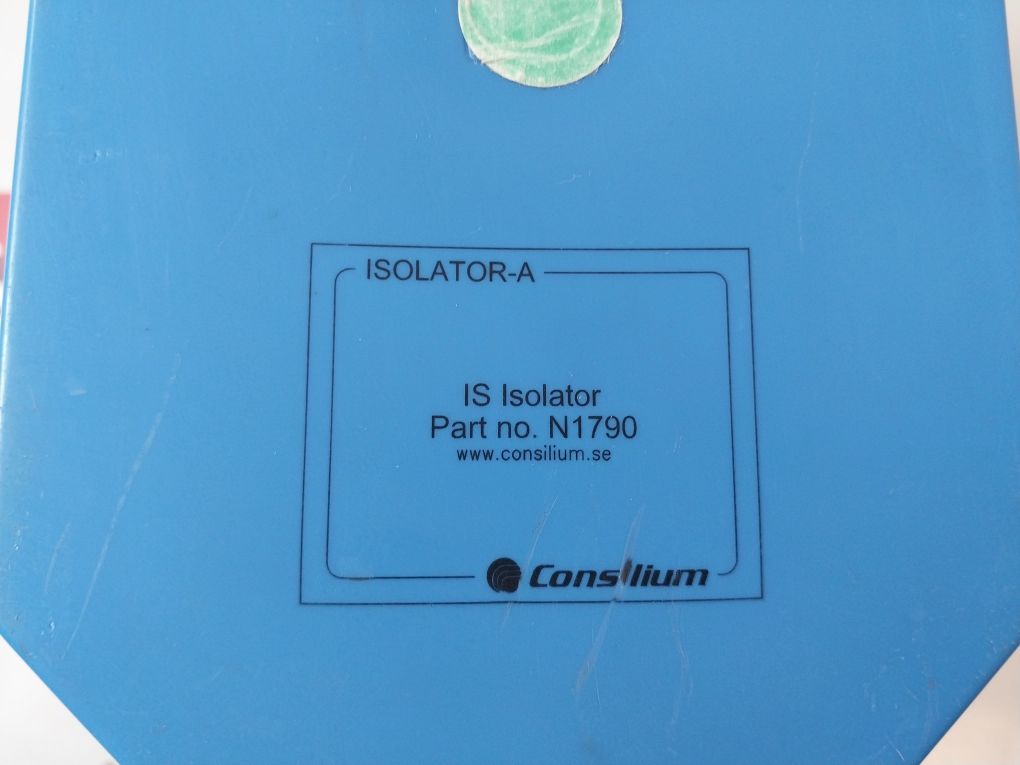 ISOLATOR-A
IS Isolator
Part no. N1790
www.consilium.se
Consilium